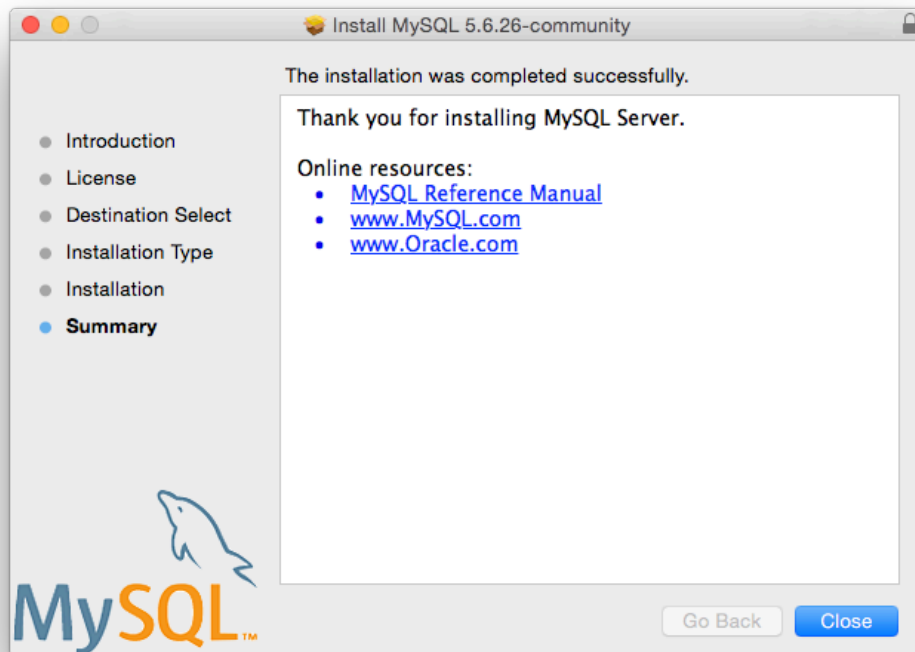 Install MySQL 5.6.26-community
The installation was completed successfully.
Introduction
License
Destination Select
Installation Type
Installation
Summary
Thank you for installing MySQL Server.
Online resources:
• MySQL Reference Manual
• www.MySQL.com
• www.Oracle.com
MySQL™
Go Back
Close